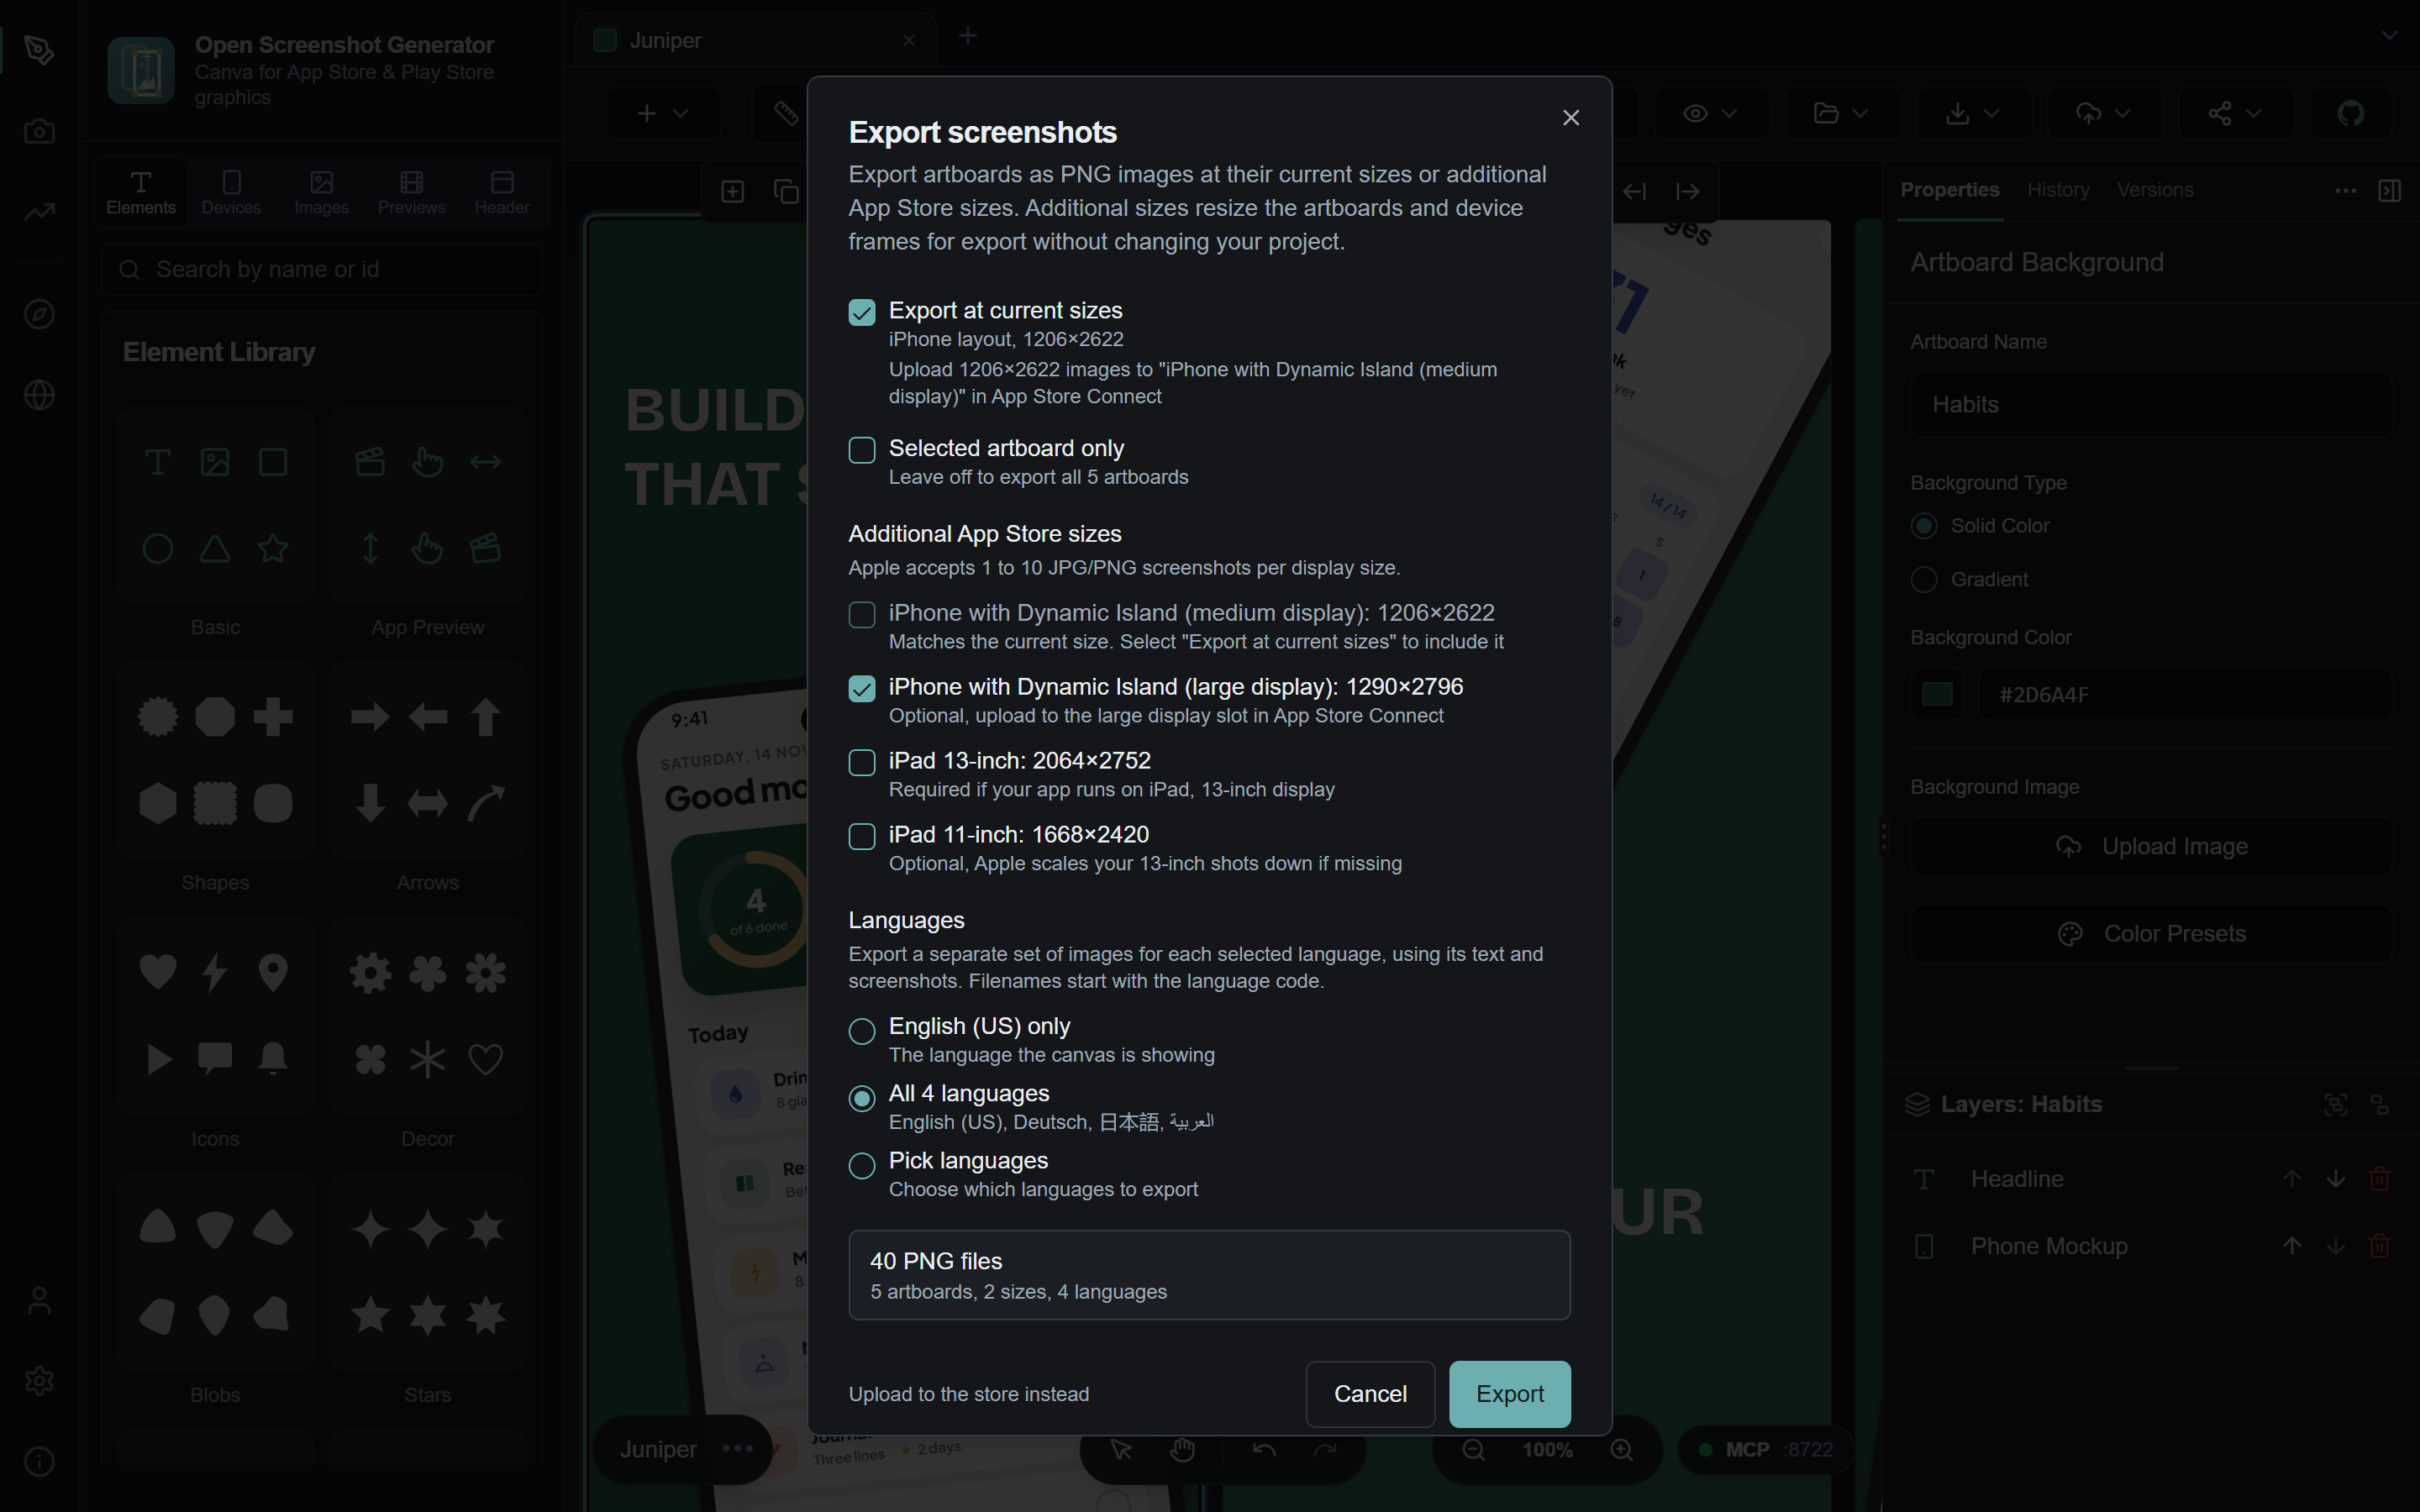 Open Screenshot Generator
Canva for App Store & Play Store
graphics
Juniper
Elements
Devices
Images
Previews
Header
Search by name or id
Element Library
Basic
App Preview
Shapes
Arrows
Icons
Decor
Blobs
Stars
BUILD
THAT
9:41
SATURDAY, 14 NOV
Good mo
4
of 6 done
Today
8 gla
Three lines · 2 days
14/14
S
1
8
yet
UR
Export screenshots
Export artboards as PNG images at their current sizes or additional
App Store sizes. Additional sizes resize the artboards and device
frames for export without changing your project.
Export at current sizes
iPhone layout, 1206×2622
Upload 1206×2622 images to "iPhone with Dynamic Island (medium
display)" in App Store Connect
Selected artboard only
Leave off to export all 5 artboards
Additional App Store sizes
Apple accepts 1 to 10 JPG/PNG screenshots per display size.
iPhone with Dynamic Island (medium display): 1206×2622
Matches the current size. Select "Export at current sizes" to include it
iPhone with Dynamic Island (large display): 1290×2796
Optional, upload to the large display slot in App Store Connect
iPad 13-inch: 2064×2752
Required if your app runs on iPad, 13-inch display
iPad 11-inch: 1668×2420
Optional, Apple scales your 13-inch shots down if missing
Languages
Export a separate set of images for each selected language, using its text and
screenshots. Filenames start with the language code.
English (US) only
The language the canvas is showing
All 4 languages
English (US), Deutsch, 日本語, العربية
Pick languages
Choose which languages to export
40 PNG files
5 artboards, 2 sizes, 4 languages
Upload to the store instead
Cancel
Export
Juniper
100%
MCP :8722
Properties
History
Versions
Artboard Background
Artboard Name
Habits
Background Type
Solid Color
Gradient
Background Color
#2D6A4F
Background Image
Upload Image
Color Presets
Layers: Habits
Headline
Phone Mockup